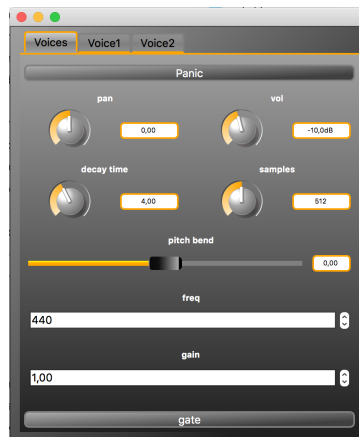 Voices Voice1 Voice2
Panic
pan vol
0,00 -10,0dB
decay time samples
4,00 512
pitch bend
0,00
freq
440
gain
1,00
gate